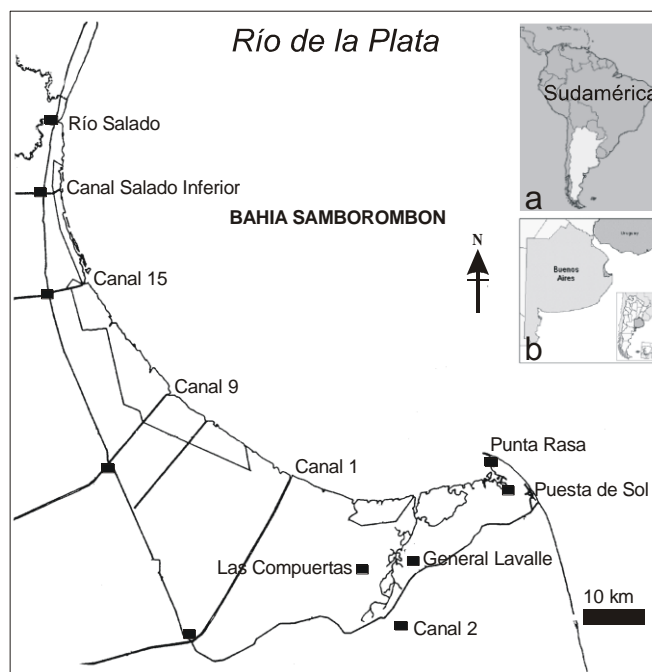 Río de la Plata
Sudamérica
a
Río Salado
Canal Salado Inferior
BAHIA SAMBOROMBON
N
Uruguay
Buenos
Aires
b
Canal 15
Canal 9
Canal 1
Punta Rasa
Puesta de Sol
Las Compuertas
General Lavalle
10 km
Canal 2